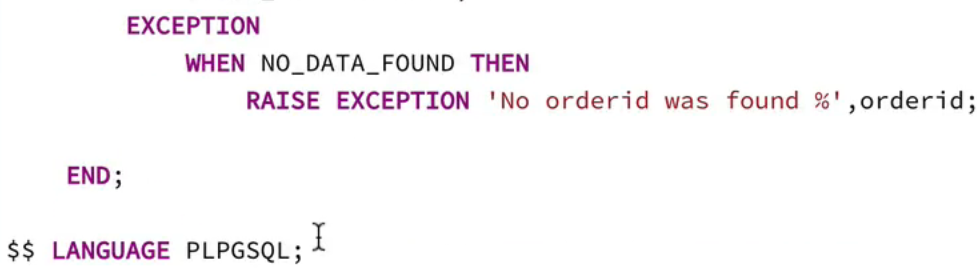 EXCEPTION
WHEN NO_DATA_FOUND THEN
RAISE EXCEPTION 'No orderid was found %',orderid;
END;
$$ LANGUAGE PLPGSQL;